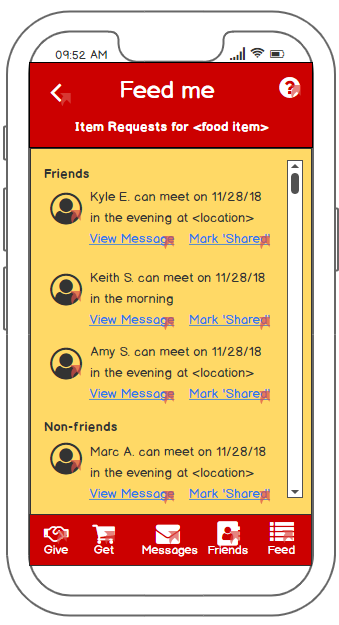 09:52 AM
Feed me
?
Item Requests for <food item>
Friends
Kyle E. can meet on 11/28/18
in the evening at <location>
View Message Mark 'Shared'
Keith S. can meet on 11/28/18
in the morning
View Message Mark 'Shared'
Amy S. can meet on 11/28/18
in the evening at <location>
View Message Mark 'Shared'
Non-friends
Marc A. can meet on 11/28/18
in the evening at <location>
View Message Mark 'Shared'
Give Get Messages Friends Feed